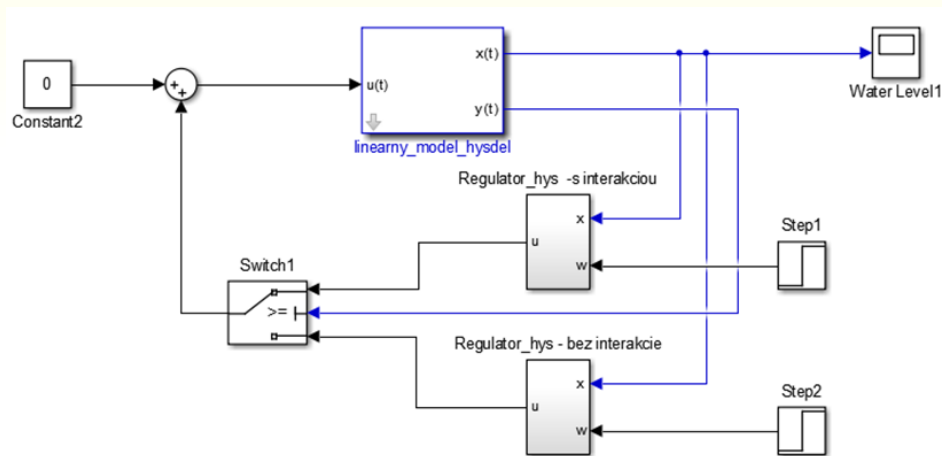 0
Constant2
+
+
u(t)
x(t)
y(t)
linearny_model_hysdel
Water Level1
Regulator_hys -s interakciou
x
u
w
Step1
Switch1
>=
Regulator_hys - bez interakcie
x
u
w
Step2